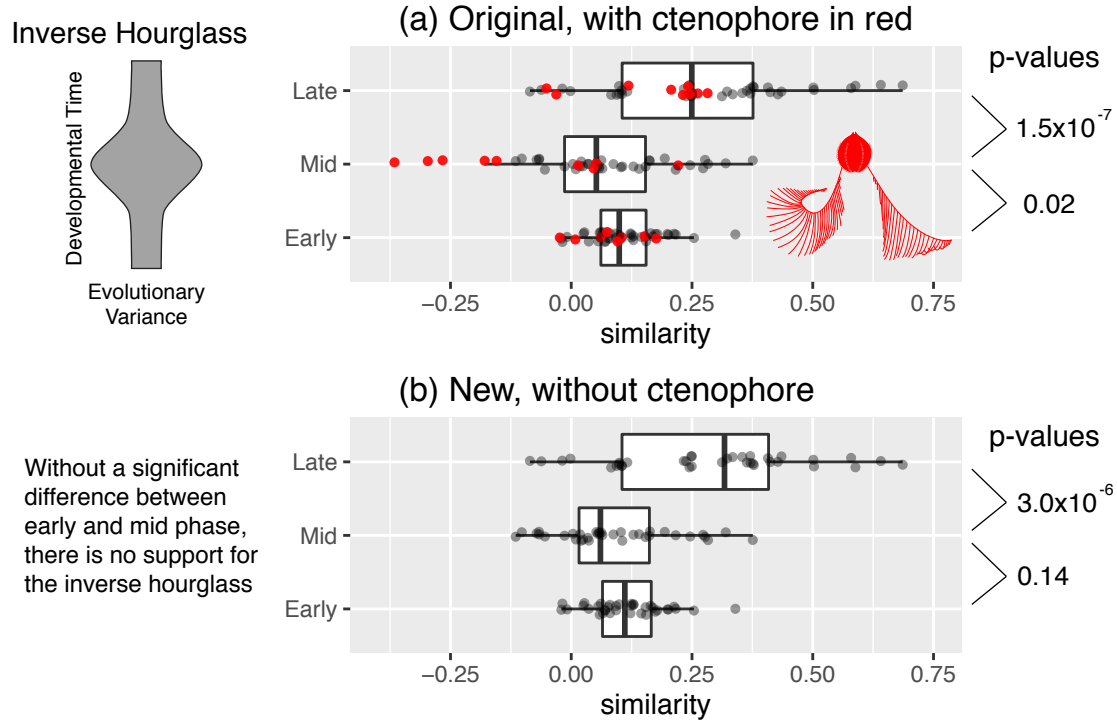 Inverse Hourglass
Developmental Time
Evolutionary
Variance
(a) Original, with ctenophore in red
Late
Mid
Early
−0.25
0.00
0.25
0.50
0.75
similarity
p-values
1.5x10⁻⁷
0.02
(b) New, without ctenophore
Without a significant
difference between
early and mid phase,
there is no support for
the inverse hourglass
Late
Mid
Early
−0.25
0.00
0.25
0.50
0.75
similarity
p-values
3.0x10⁻⁶
0.14